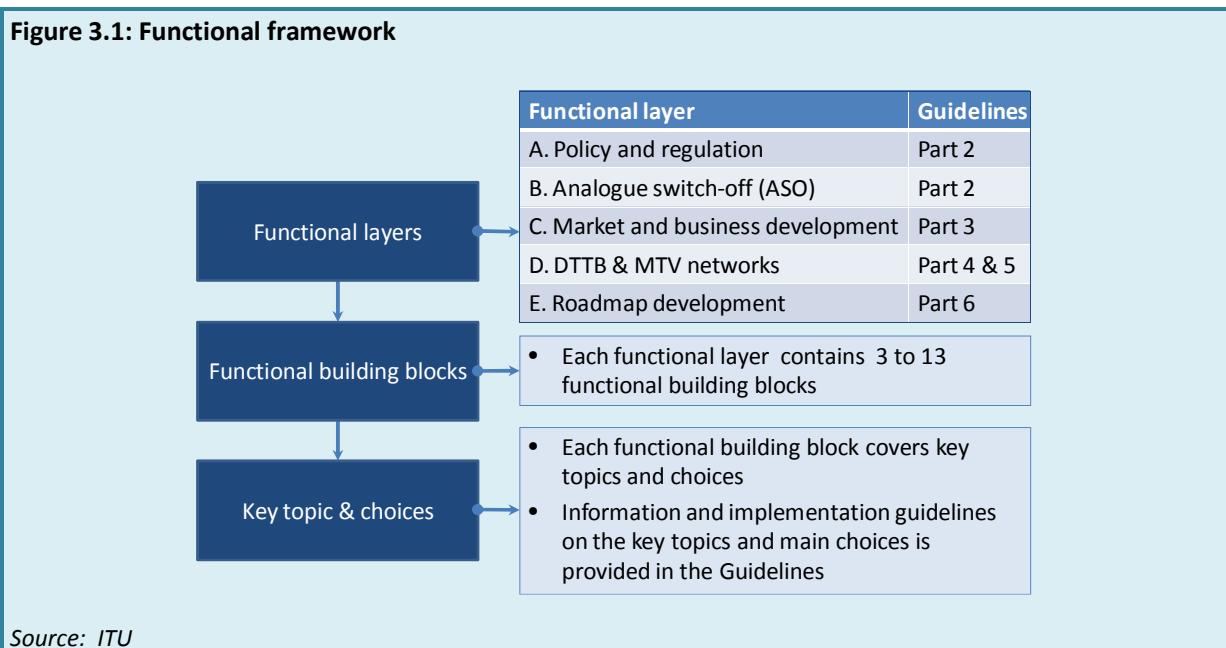 Figure 3.1: Functional framework
Functional layer Guidelines
A. Policy and regulation Part 2
B. Analogue switch-off (ASO) Part 2
C. Market and business development Part 3
D. DTTB & MTV networks Part 4 & 5
E. Roadmap development Part 6
Functional layers
Functional building blocks
• Each functional layer contains 3 to 13
functional building blocks
Key topic & choices
• Each functional building block covers key
topics and choices
• Information and implementation guidelines
on the key topics and main choices is
provided in the Guidelines
Source: ITU